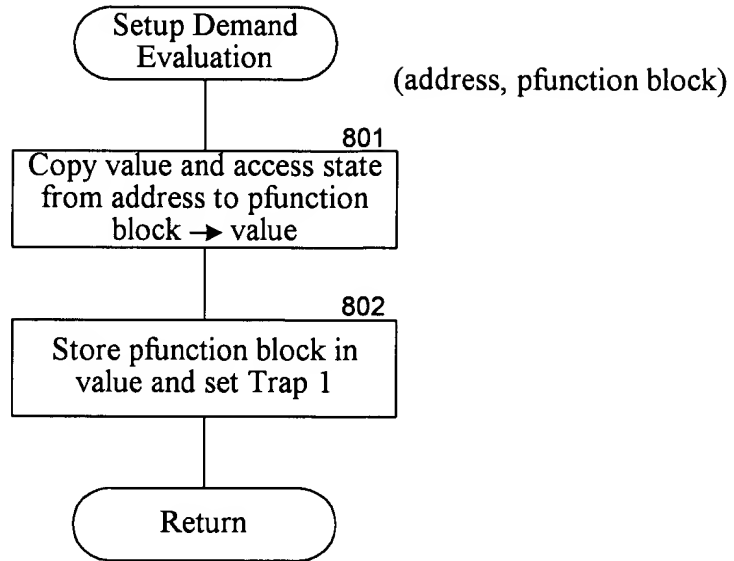 Setup Demand
Evaluation
(address, pfunction block)
801
Copy value and access state
from address to pfunction
block → value
802
Store pfunction block in
value and set Trap 1
Return